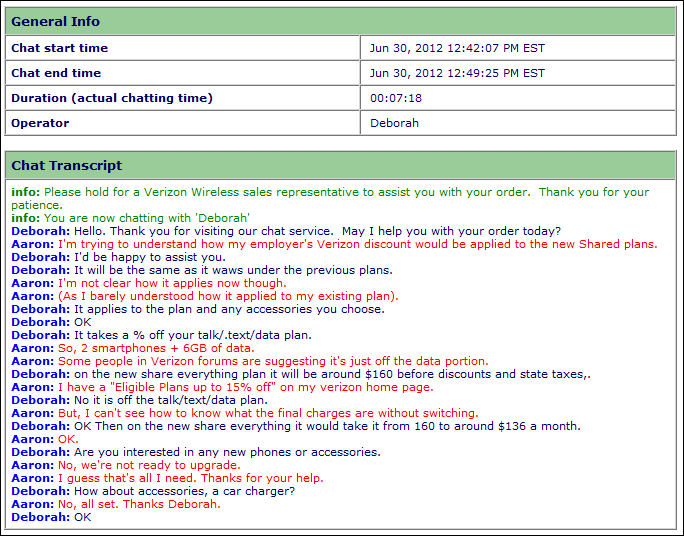 General Info
Chat start time Jun 30, 2012 12:42:07 PM EST
Chat end time Jun 30, 2012 12:49:25 PM EST
Duration (actual chatting time) 00:07:18
Operator Deborah
Chat Transcript
info: Please hold for a Verizon Wireless sales representative to assist you with your order.  Thank you for your
patience.
info: You are now chatting with 'Deborah'
Deborah: Hello. Thank you for visiting our chat service.  May I help you with your order today?
Aaron: I'm trying to understand how my employer's Verizon discount would be applied to the new Shared plans.
Deborah: I'd be happy to assist you.
Deborah: It will be the same as it waws under the previous plans.
Aaron: I'm not clear how it applies now though.
Aaron: (As I barely understood how it applied to my existing plan).
Deborah: It applies to the plan and any accessories you choose.
Deborah: OK
Deborah: It takes a % off your talk/.text/data plan.
Aaron: So, 2 smartphones + 6GB of data.
Aaron: Some people in Verizon forums are suggesting it's just off the data portion.
Deborah: on the new share everything plan it will be around $160 before discounts and state taxes,.
Aaron: I have a "Eligible Plans up to 15% off" on my verizon home page.
Deborah: No it is off the talk/text/data plan.
Aaron: But, I can't see how to know what the final charges are without switching.
Deborah: OK Then on the new share everything it would take it from 160 to around $136 a month.
Aaron: OK.
Deborah: Are you interested in any new phones or accessories.
Aaron: No, we're not ready to upgrade.
Aaron: I guess that's all I need. Thanks for your help.
Deborah: How about accessories, a car charger?
Aaron: No, all set. Thanks Deborah.
Deborah: OK